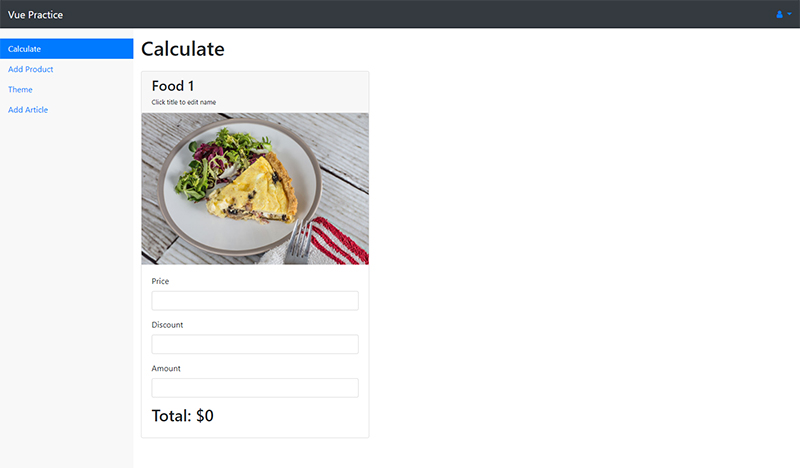 Vue Practice
Calculate
Add Product
Theme
Add Article
Calculate
Food 1
Click title to edit name
Price
Discount
Amount
Total: $0